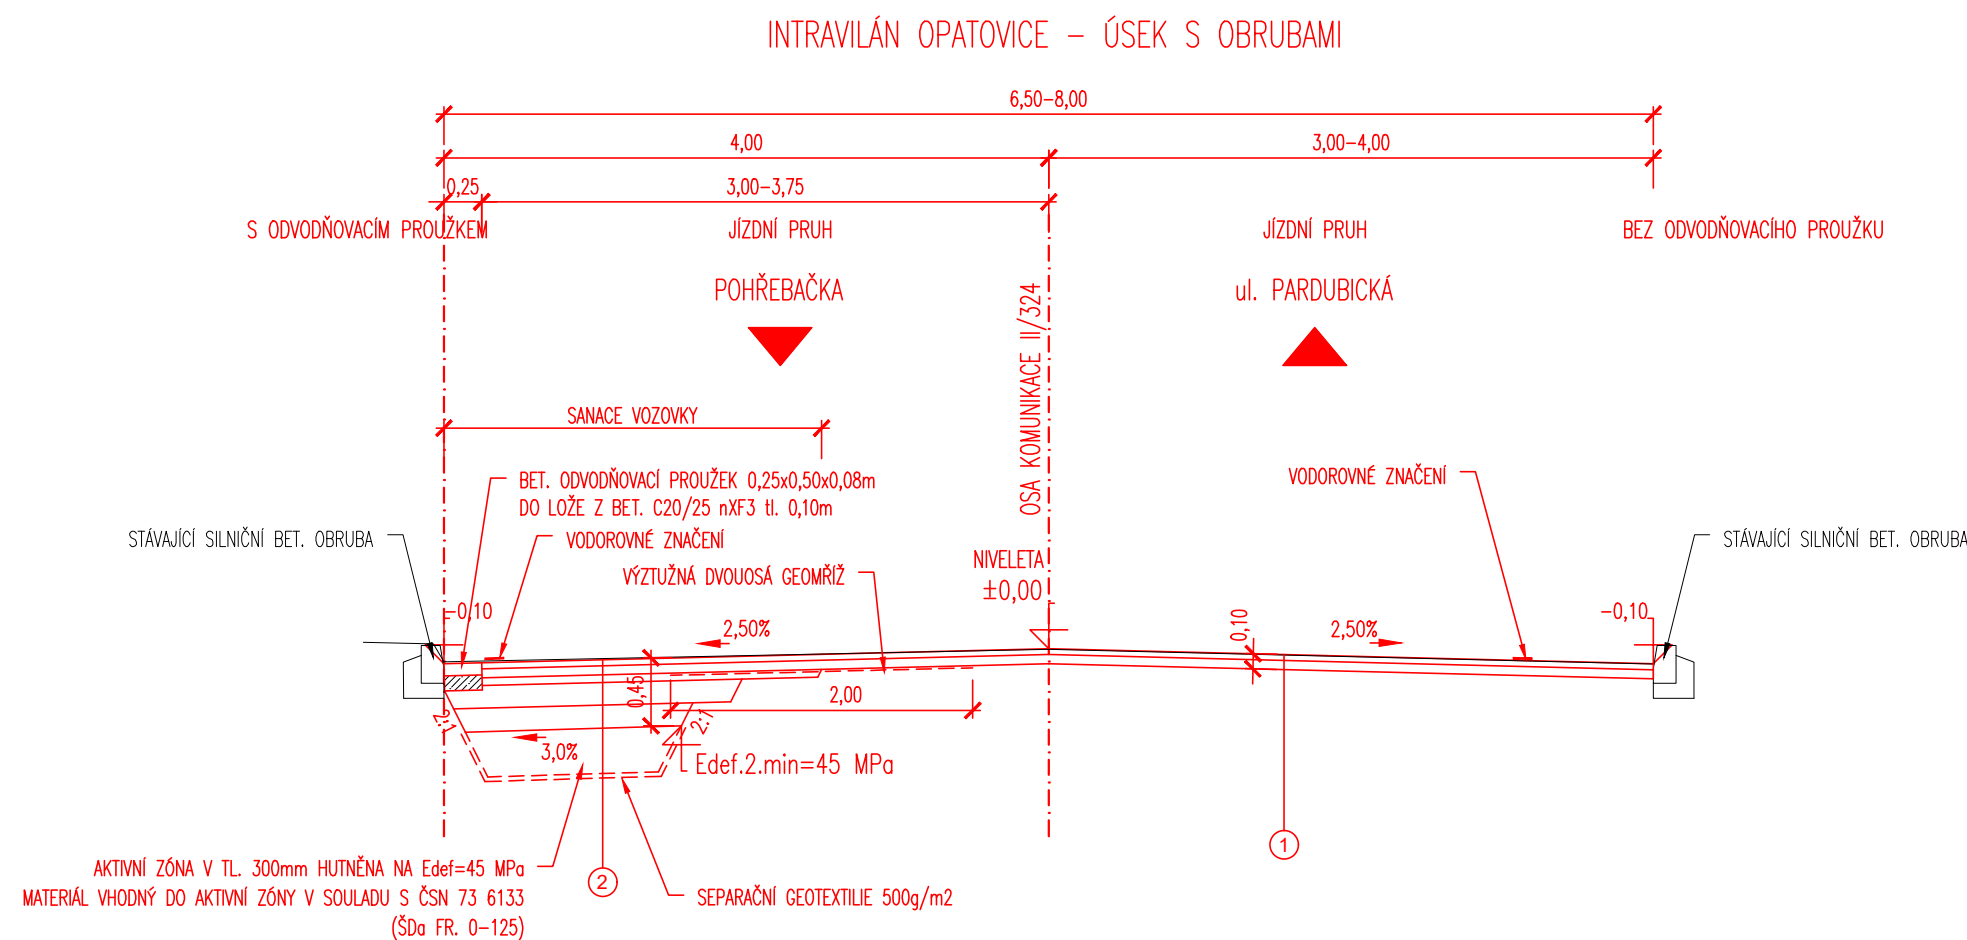 INTRAVILÁN OPATOVICE – ÚSEK S OBRUBAMI
6,50–8,00
4,00
3,00–4,00
0,25
3,00–3,75
S ODVODŇOVACÍM PROUŽKEM
JÍZDNÍ PRUH
JÍZDNÍ PRUH
BEZ ODVODŇOVACÍHO PROUŽKU
POHŘEBAČKA
ul. PARDUBICKÁ
OSA KOMUNIKACE II/324
SANACE VOZOVKY
BET. ODVODŇOVACÍ PROUŽEK 0,25x0,50x0,08m
DO LOŽE Z BET. C20/25 nXF3 tl. 0,10m
VODOROVNÉ ZNAČENÍ
VODOROVNÉ ZNAČENÍ
STÁVAJÍCÍ SILNIČNÍ BET. OBRUBA
STÁVAJÍCÍ SILNIČNÍ BET. OBRUBA
VÝZTUŽNÁ DVOUOSÁ GEOMŘÍŽ
NIVELETA
±0,00
–0,10
–0,10
2,50%
0,10
2,50%
0,45
2,00
2:1
2:1
3,0%
Edef.2.min=45 MPa
1
2
AKTIVNÍ ZÓNA V TL. 300mm HUTNĚNA NA Edef=45 MPa
MATERIÁL VHODNÝ DO AKTIVNÍ ZÓNY V SOULADU S ČSN 73 6133
(ŠDa FR. 0–125)
SEPARAČNÍ GEOTEXTILIE 500g/m2